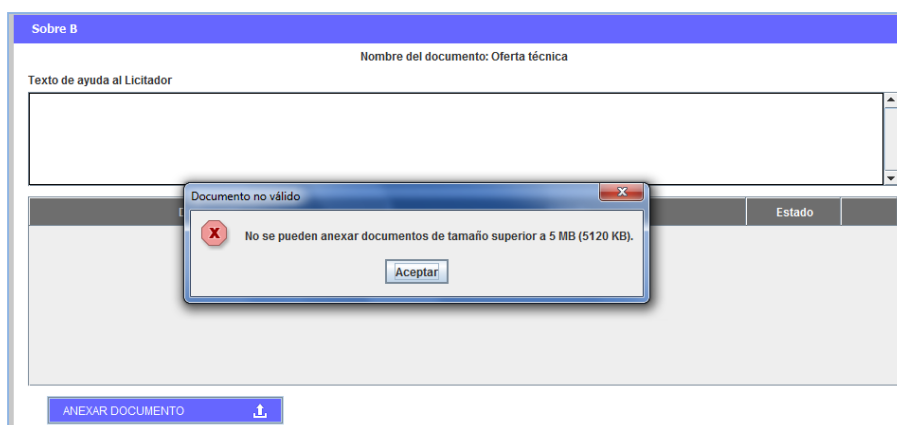 Sobre B
Nombre del documento: Oferta técnica
Texto de ayuda al Licitador
Documento no válido
Estado
No se pueden anexar documentos de tamaño superior a 5 MB (5120 KB).
Aceptar
ANEXAR DOCUMENTO